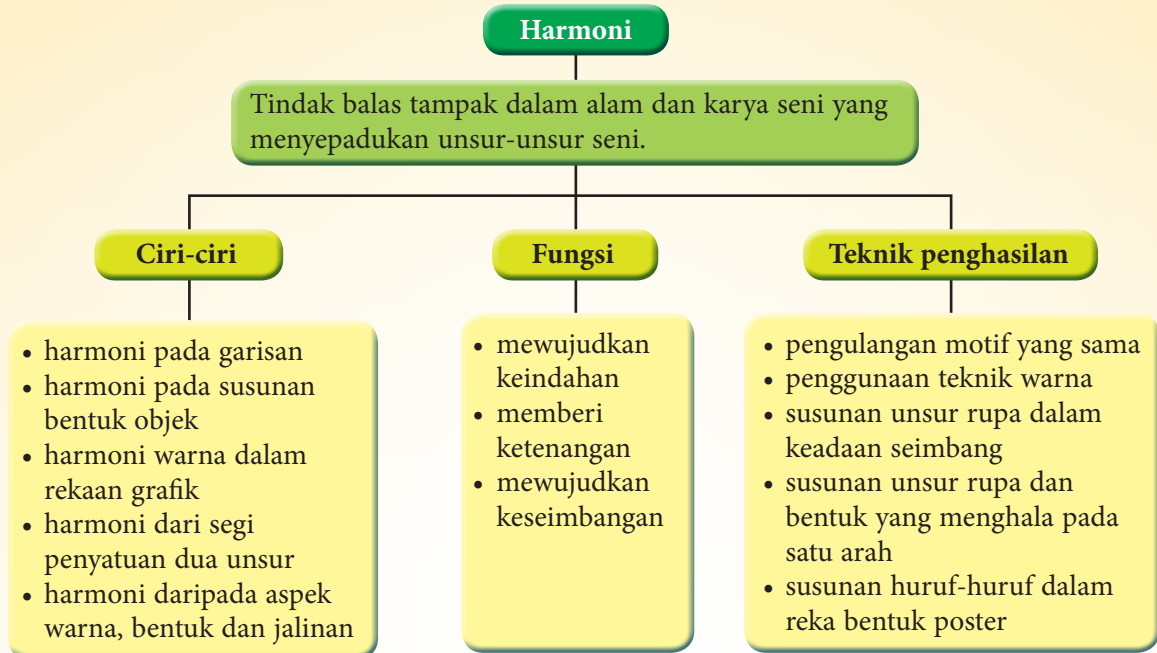 Harmoni
Tindak balas tampak dalam alam dan karya seni yang
menyepadukan unsur-unsur seni.
Ciri-ciri
• harmoni pada garisan
• harmoni pada susunan
bentuk objek
• harmoni warna dalam
rekaan grafik
• harmoni dari segi
penyatuan dua unsur
• harmoni daripada aspek
warna, bentuk dan jalinan
Fungsi
• mewujudkan
keindahan
• memberi
ketenangan
• mewujudkan
keseimbangan
Teknik penghasilan
• pengulangan motif yang sama
• penggunaan teknik warna
• susunan unsur rupa dalam
keadaan seimbang
• susunan unsur rupa dan
bentuk yang menghala pada
satu arah
• susunan huruf-huruf dalam
reka bentuk poster